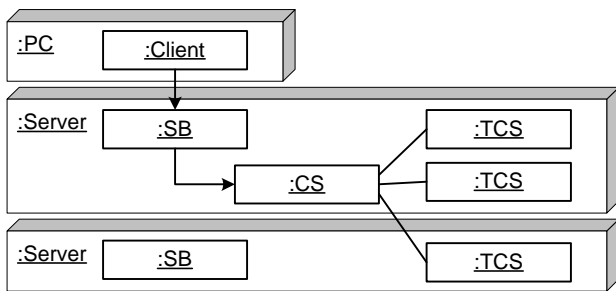 :PC
:Client
:Server
:SB
:TCS
:CS
:TCS
:Server
:SB
:TCS